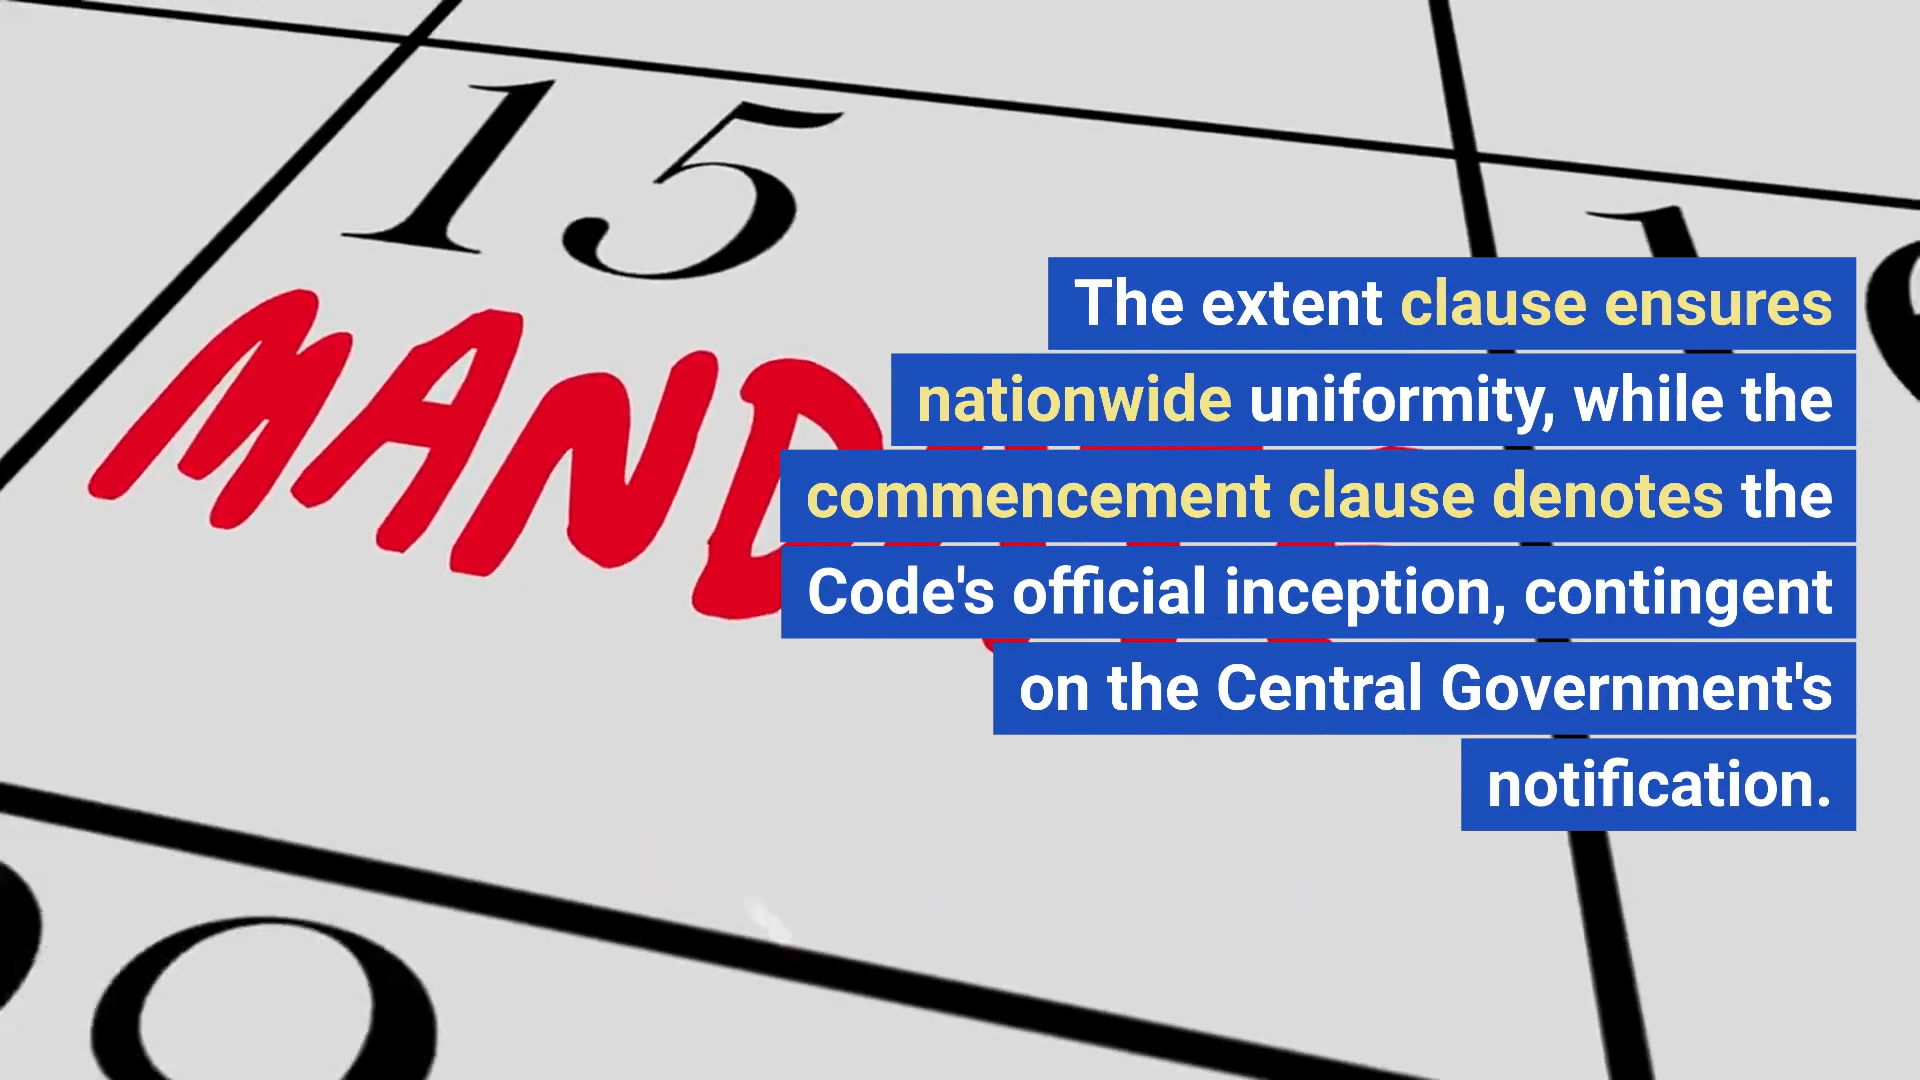 15
MAND
The extent clause ensures
nationwide uniformity, while the
commencement clause denotes the
Code's official inception, contingent
on the Central Government's
notification.